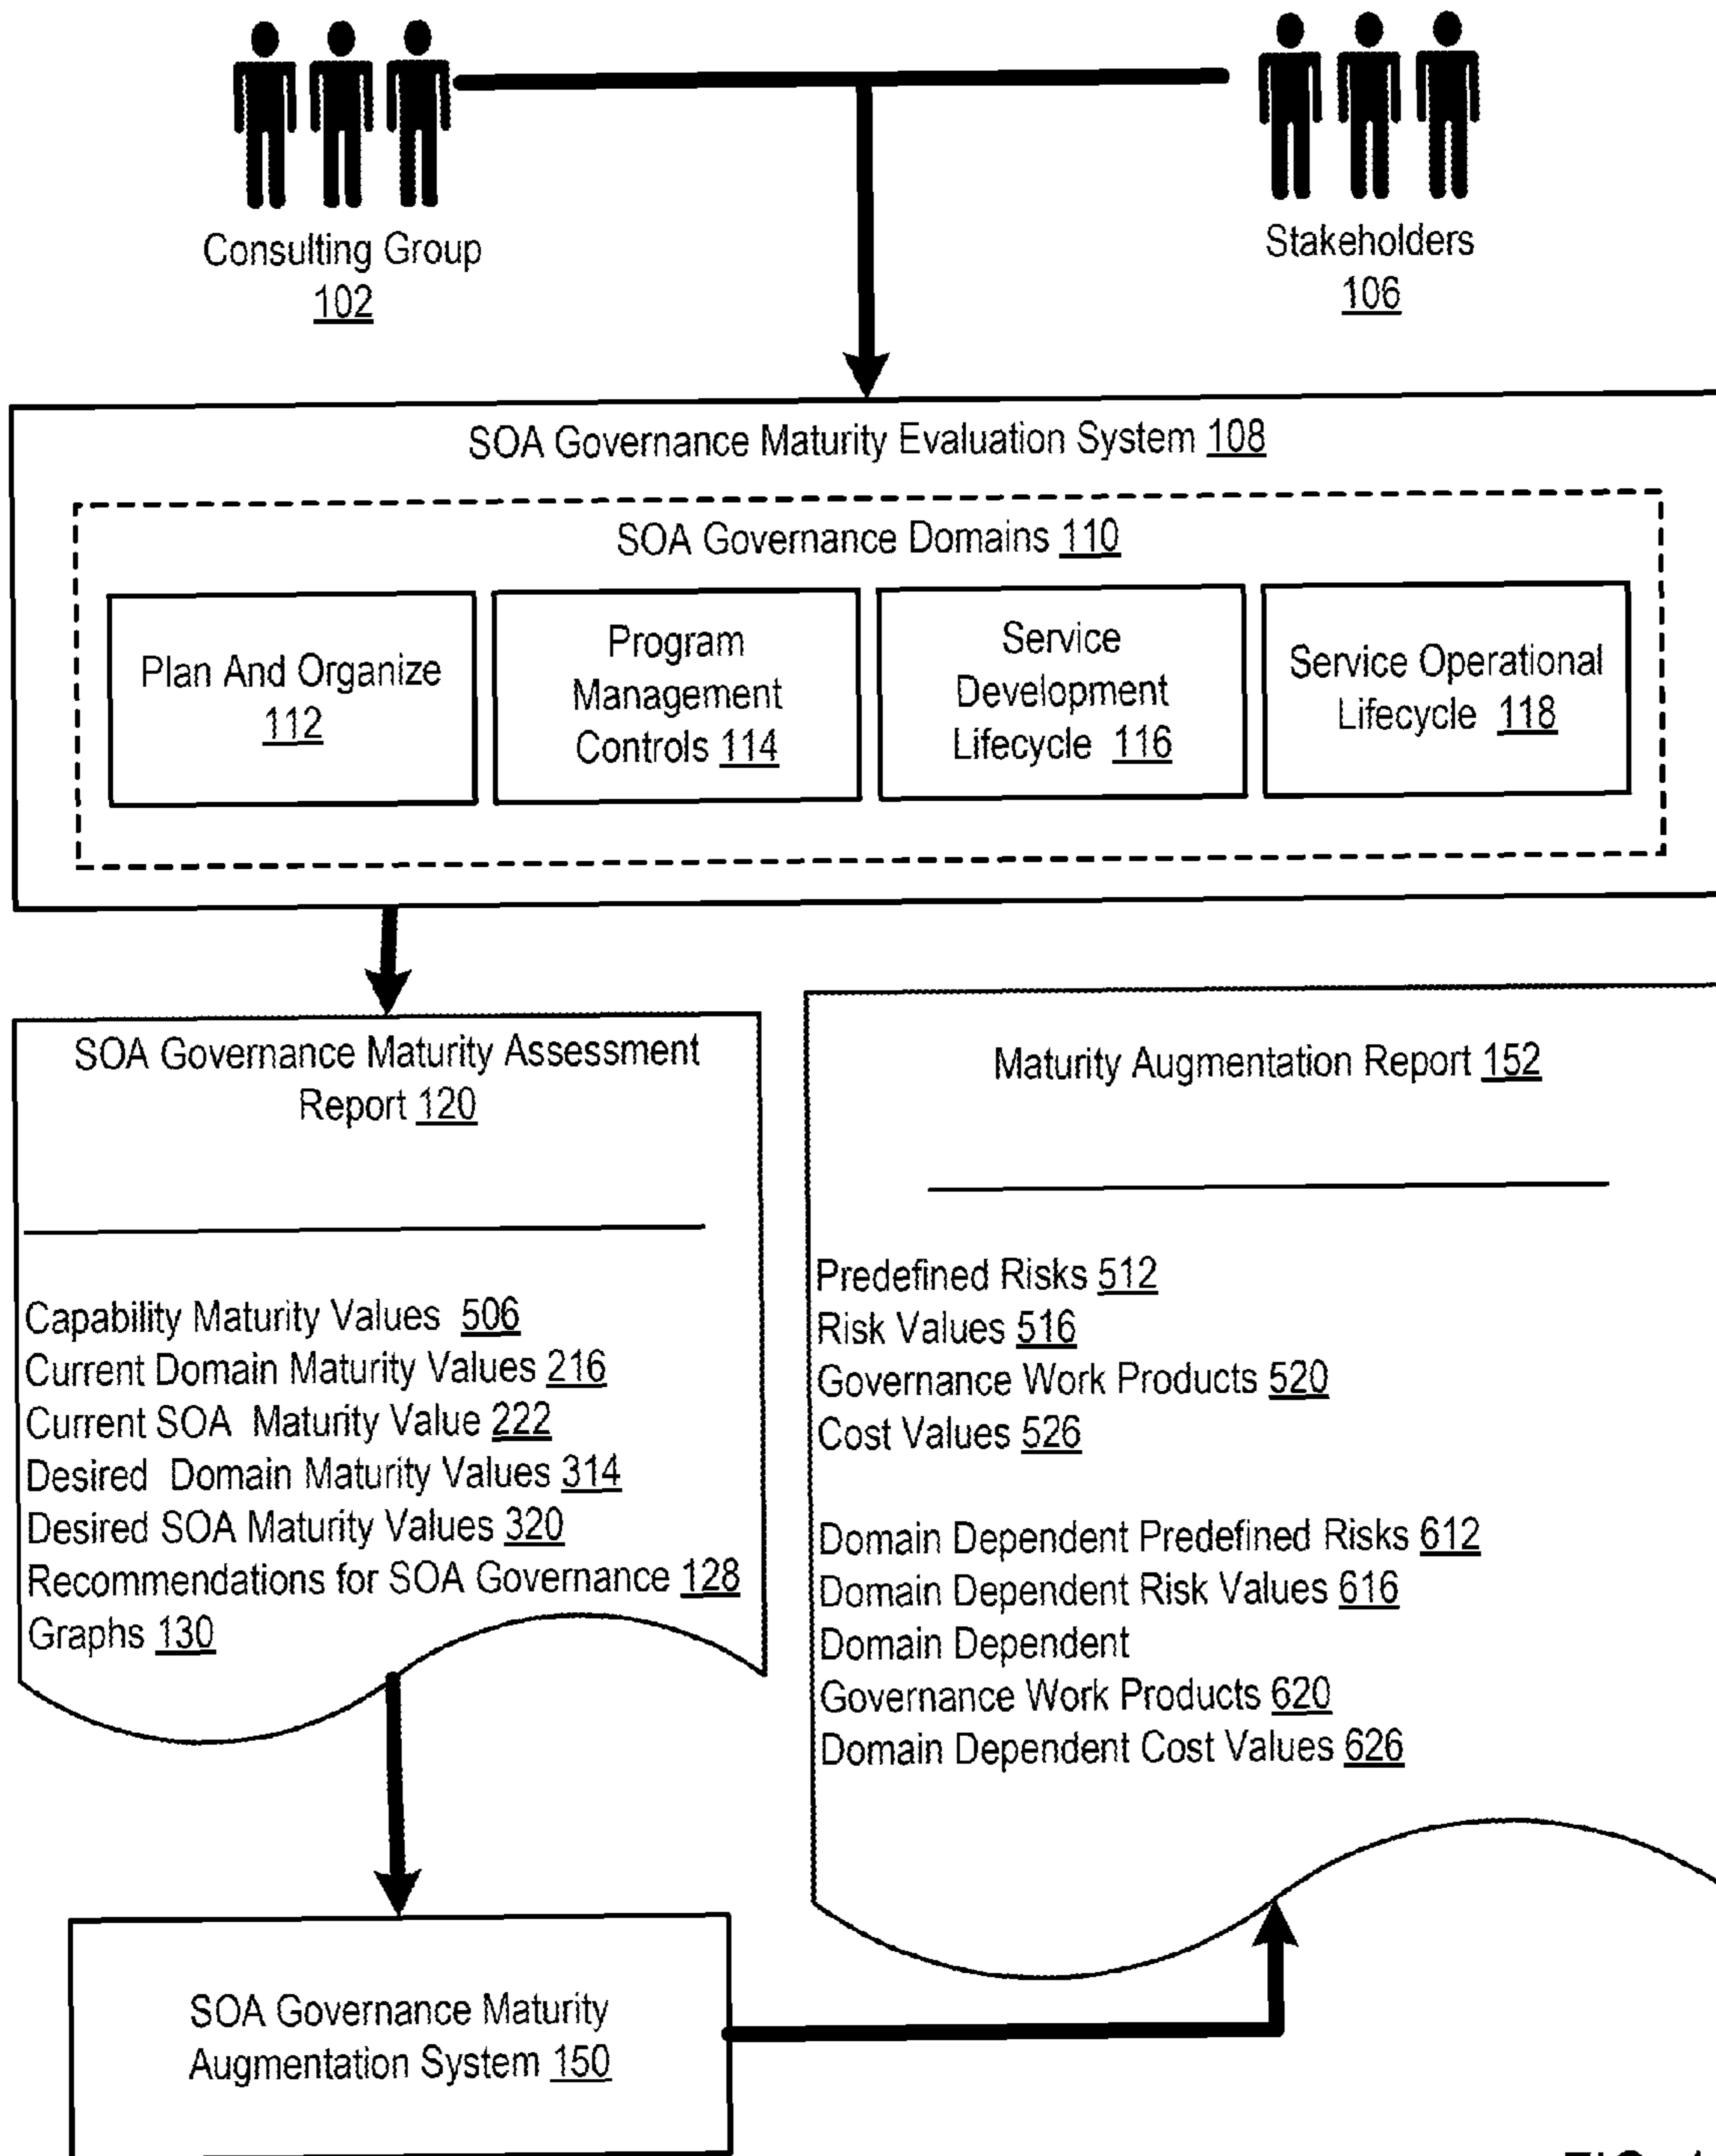 Consulting Group
102
Stakeholders
106
SOA Governance Maturity Evaluation System 108
SOA Governance Domains 110
Plan And Organize
112
Program
Management
Controls 114
Service
Development
Lifecycle 116
Service Operational
Lifecycle 118
SOA Governance Maturity Assessment
Report 120
Capability Maturity Values 506
Current Domain Maturity Values 216
Current SOA Maturity Value 222
Desired Domain Maturity Values 314
Desired SOA Maturity Values 320
Recommendations for SOA Governance 128
Graphs 130
Maturity Augmentation Report 152
Predefined Risks 512
Risk Values 516
Governance Work Products 520
Cost Values 526
Domain Dependent Predefined Risks 612
Domain Dependent Risk Values 616
Domain Dependent
Governance Work Products 620
Domain Dependent Cost Values 626
SOA Governance Maturity
Augmentation System 150